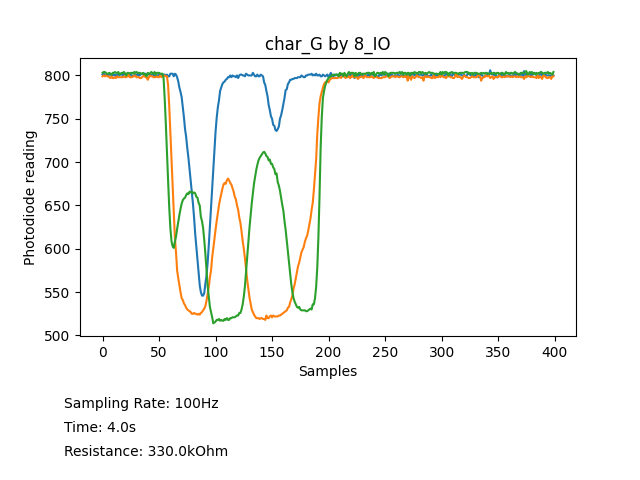 char_G by 8_IO
800
750
700
650
600
550
500
Photodiode reading
0 50 100 150 200 250 300 350 400
Samples
Sampling Rate: 100Hz
Time: 4.0s
Resistance: 330.0kOhm